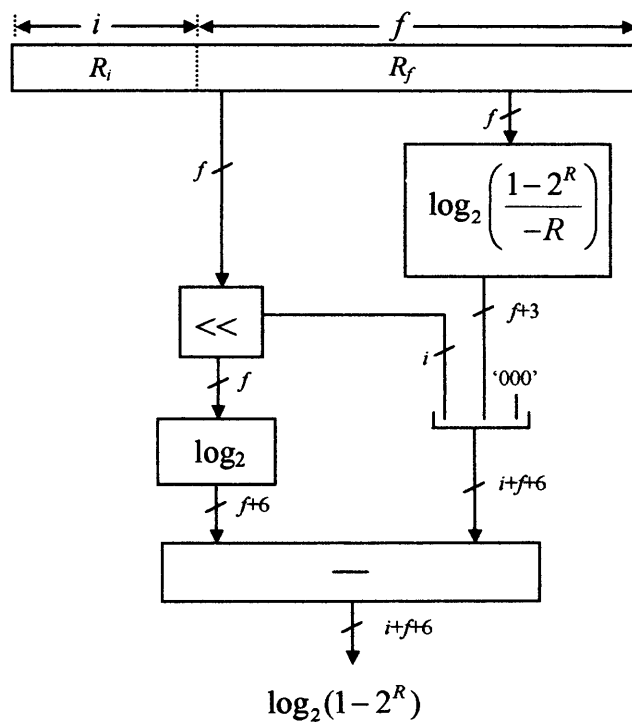 i f
R_i R_f
f
f
log₂((1 − 2^R)/(−R))
<<
f+3
i
'000'
f
log₂
f+6
i+f+6
—
i+f+6
log₂(1 − 2^R)